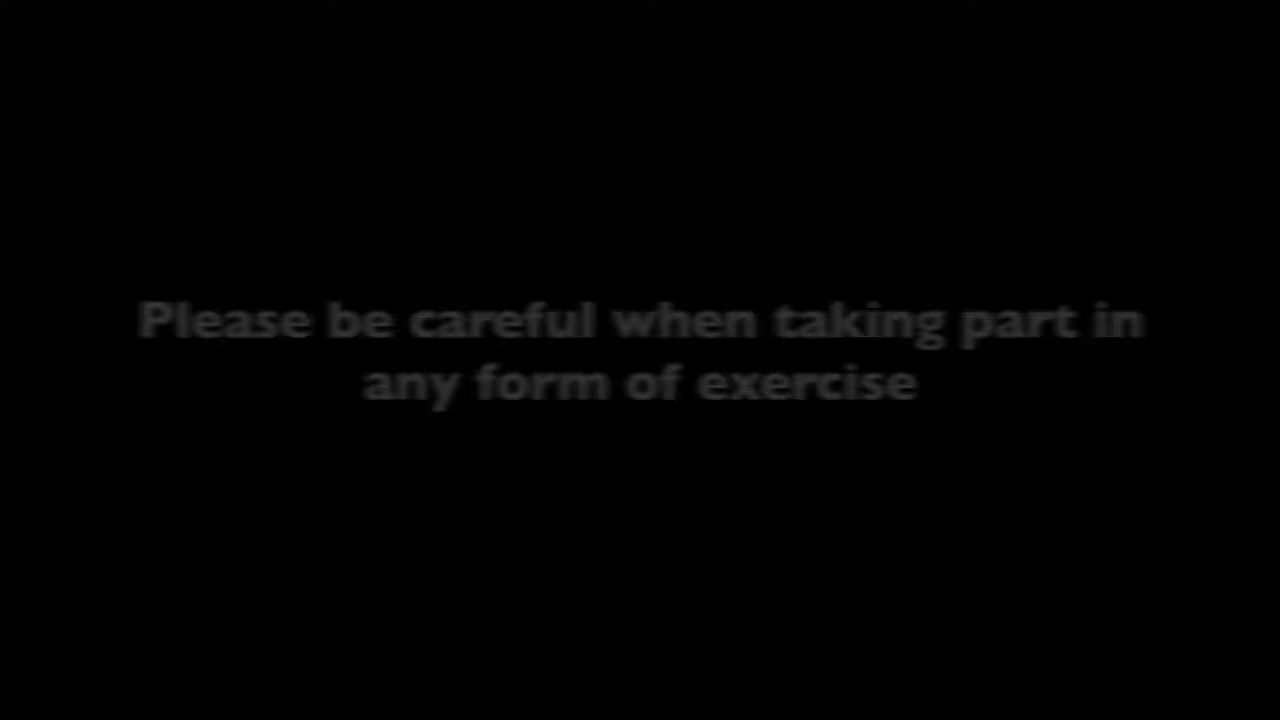 Please be careful when taking part in
any form of exercise